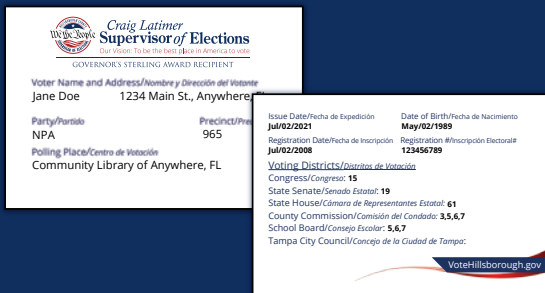 Craig Latimer
We the People
Supervisor of Elections
Our Vision: To be the best place in America to vote
GOVERNOR'S STERLING AWARD RECIPIENT
Voter Name and Address/Nombre y Dirección del Votante
Jane Doe 1234 Main St., Anywhere,
Party/Partido Precinct/
NPA 965
Polling Place/Centro de Votación
Community Library of Anywhere, FL
Issue Date/Fecha de Expedición Date of Birth/Fecha de Nacimiento
Jul/02/2021 May/02/1989
Registration Date/Fecha de Inscripción Registration #/Inscripción Electoral#
Jul/02/2008 123456789
Voting Districts/Distritos de Votación
Congress/Congreso: 15
State Senate/Senado Estatal: 19
State House/Cámara de Representantes Estatal: 61
County Commission/Comisión del Condado: 3,5,6,7
School Board/Consejo Escolar: 5,6,7
Tampa City Council/Concejo de la Ciudad de Tampa:
VoteHillsborough.gov